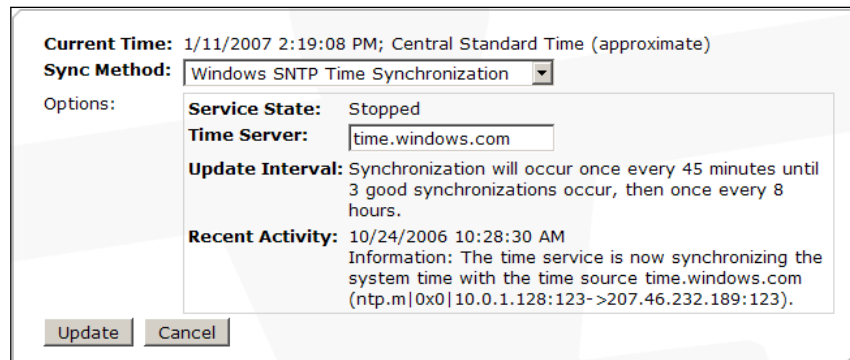 Current Time: 1/11/2007 2:19:08 PM; Central Standard Time (approximate)
Sync Method: Windows SNTP Time Synchronization
Options:
Service State: Stopped
Time Server: time.windows.com
Update Interval: Synchronization will occur once every 45 minutes until
3 good synchronizations occur, then once every 8
hours.
Recent Activity: 10/24/2006 10:28:30 AM
Information: The time service is now synchronizing the
system time with the time source time.windows.com
(ntp.m|0x0|10.0.1.128:123->207.46.232.189:123).
Update Cancel